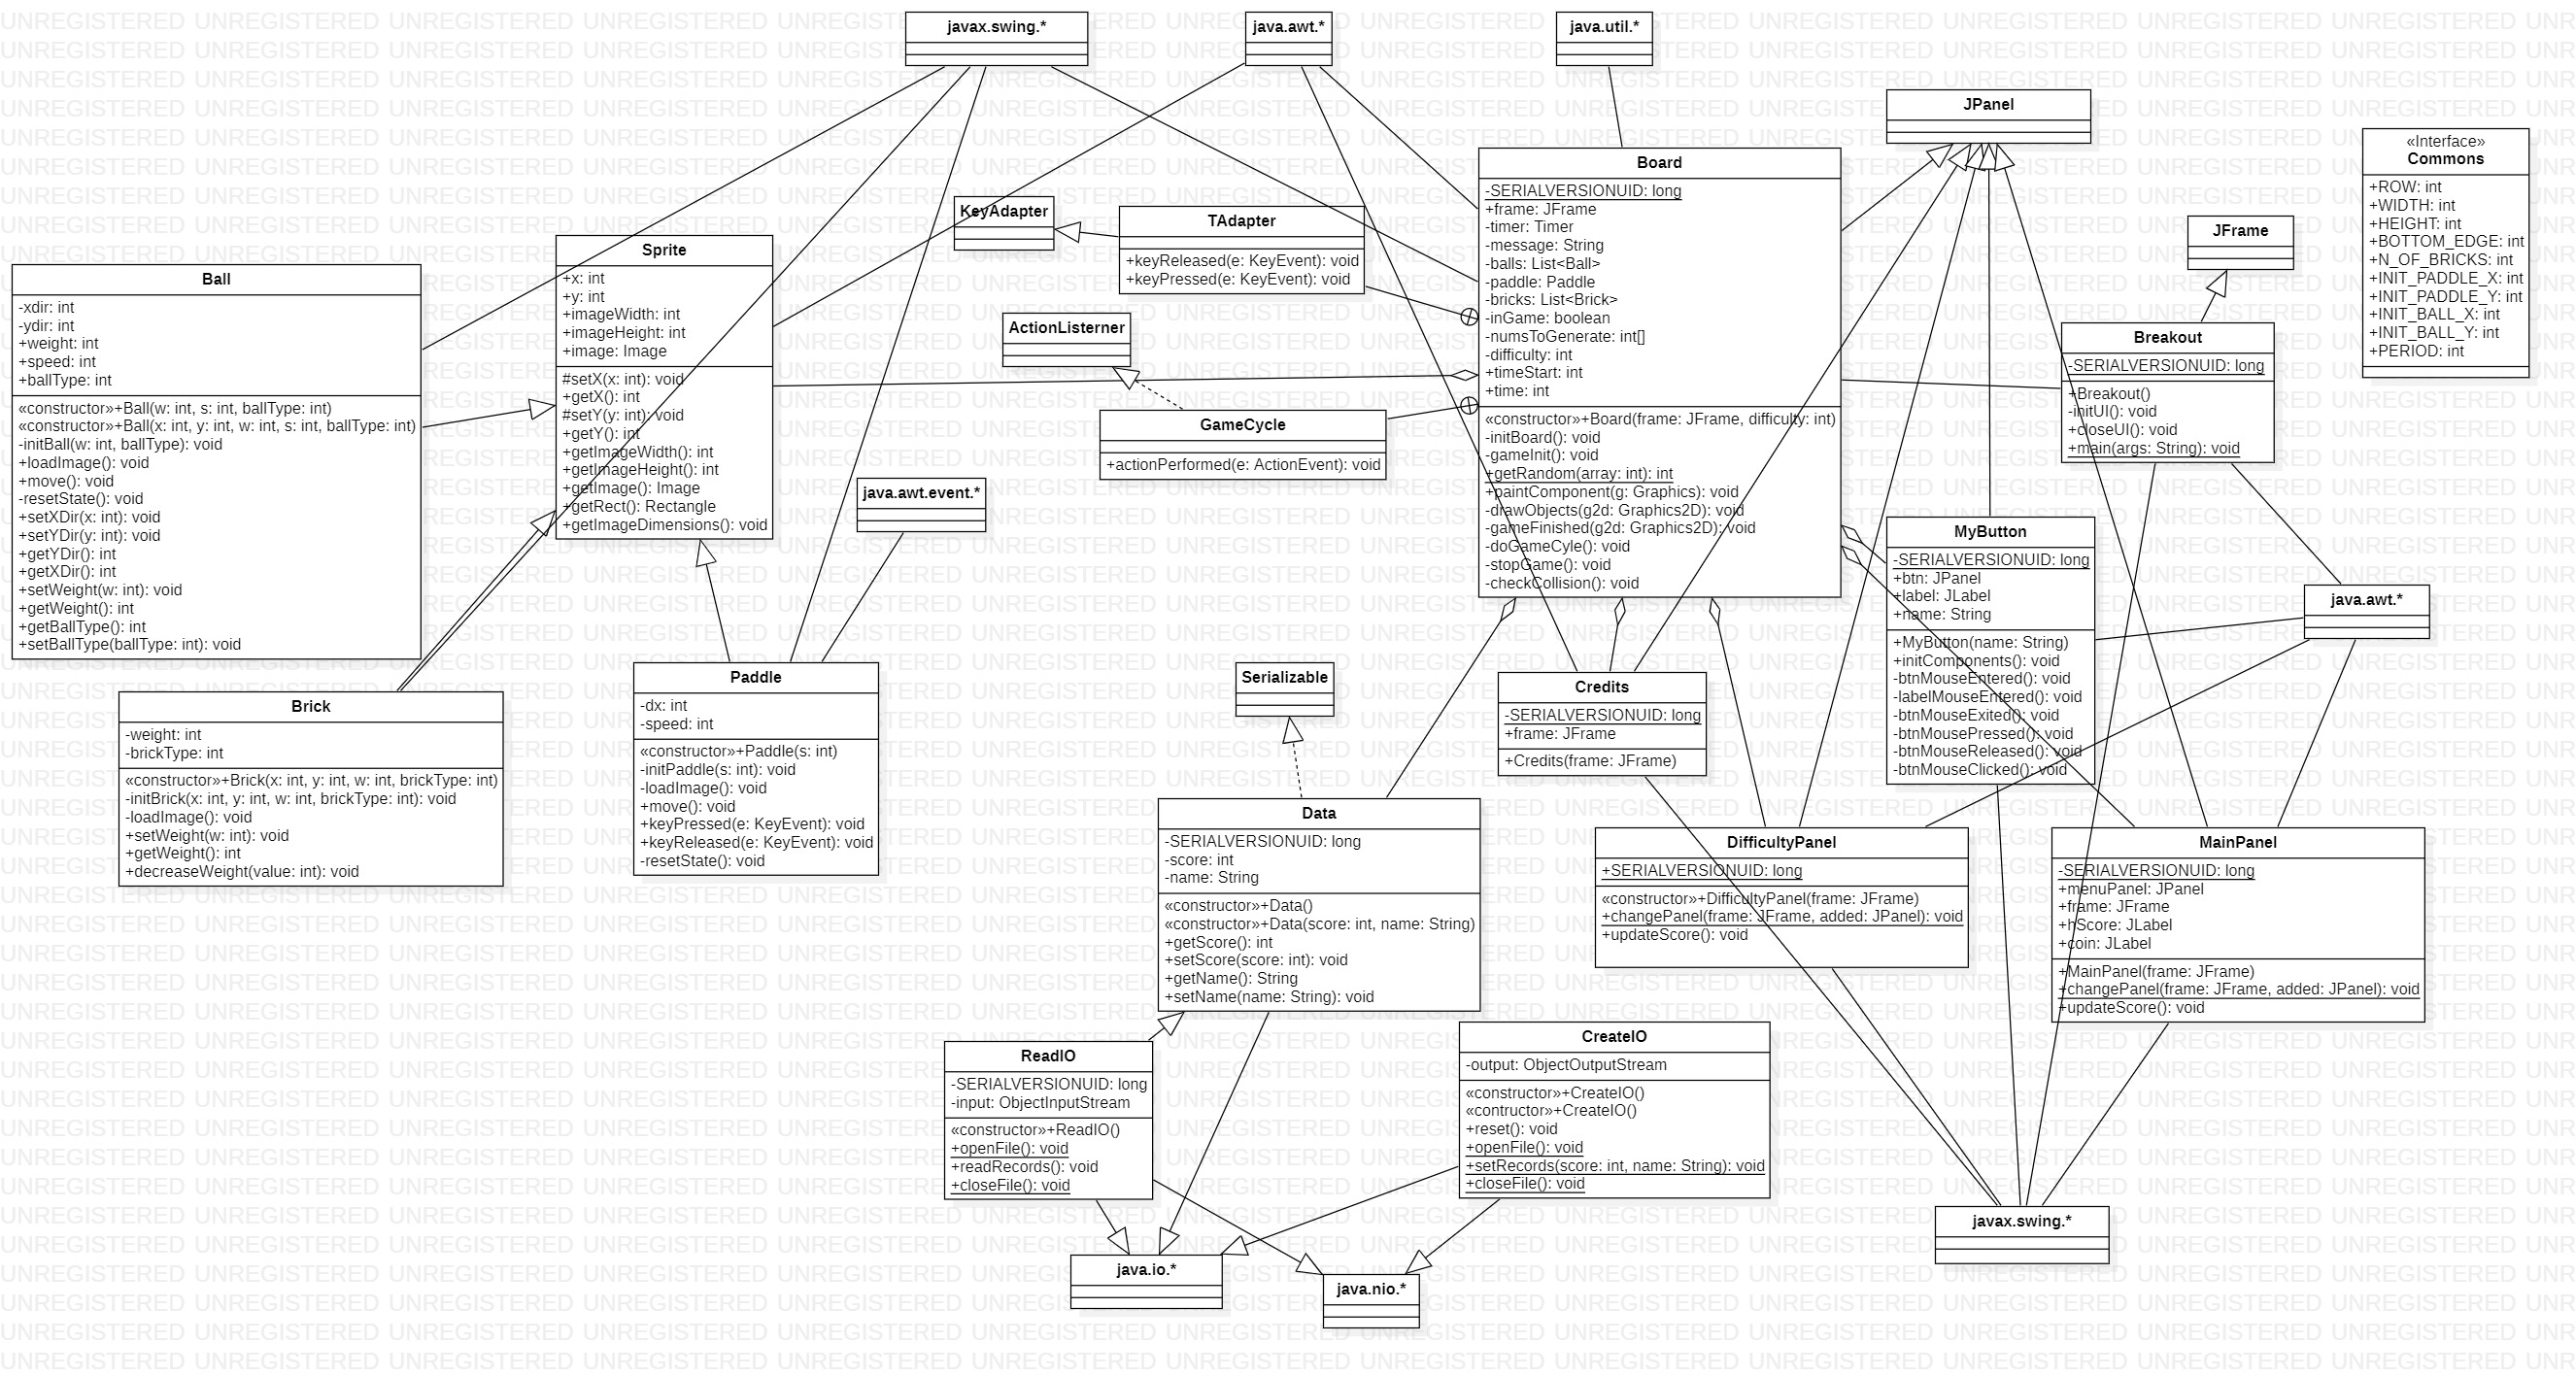 javax.swing.*
java.awt.*
java.util.*
JPanel
«Interface»
Commons
+ROW: int
+WIDTH: int
+HEIGHT: int
+BOTTOM_EDGE: int
+N_OF_BRICKS: int
+INIT_PADDLE_X: int
+INIT_PADDLE_Y: int
+INIT_BALL_X: int
+INIT_BALL_Y: int
+PERIOD: int
Board
-SERIALVERSIONUID: long
+frame: JFrame
-timer: Timer
-message: String
-balls: List<Ball>
-paddle: Paddle
-bricks: List<Brick>
-inGame: boolean
-numsToGenerate: int[]
-difficulty: int
+timeStart: int
+time: int
«constructor»+Board(frame: JFrame, difficulty: int)
-initBoard(): void
-gameInit(): void
+getRandom(array: int): int
+paintComponent(g: Graphics): void
-drawObjects(g2d: Graphics2D): void
-gameFinished(g2d: Graphics2D): void
-doGameCyle(): void
-stopGame(): void
-checkCollision(): void
KeyAdapter
TAdapter
+keyReleased(e: KeyEvent): void
+keyPressed(e: KeyEvent): void
JFrame
Sprite
+x: int
+y: int
+imageWidth: int
+imageHeight: int
+image: Image
#setX(x: int): void
+getX(): int
#setY(y: int): void
+getY(): int
+getImageWidth(): int
+getImageHeight(): int
+getImage(): Image
+getRect(): Rectangle
+getImageDimensions(): void
Ball
-xdir: int
-ydir: int
+weight: int
+speed: int
+ballType: int
«constructor»+Ball(w: int, s: int, ballType: int)
«constructor»+Ball(x: int, y: int, w: int, s: int, ballType: int)
-initBall(w: int, ballType): void
+loadImage(): void
+move(): void
-resetState(): void
+setXDir(x: int): void
+setYDir(y: int): void
+getYDir(): int
+getXDir(): int
+setWeight(w: int): void
+getWeight(): int
+getBallType(): int
+setBallType(ballType: int): void
ActionListerner
Breakout
-SERIALVERSIONUID: long
+Breakout()
-initUI(): void
+closeUI(): void
+main(args: String): void
GameCycle
+actionPerformed(e: ActionEvent): void
java.awt.event.*
MyButton
-SERIALVERSIONUID: long
+btn: JPanel
+label: JLabel
+name: String
+MyButton(name: String)
+initComponents(): void
-btnMouseEntered(): void
-labelMouseEntered(): void
-btnMouseExited(): void
-btnMousePressed(): void
-btnMouseReleased(): void
-btnMouseClicked(): void
java.awt.*
Paddle
-dx: int
-speed: int
«constructor»+Paddle(s: int)
-initPaddle(s: int): void
-loadImage(): void
+move(): void
+keyPressed(e: KeyEvent): void
+keyReleased(e: KeyEvent): void
-resetState(): void
Serializable
Credits
-SERIALVERSIONUID: long
+frame: JFrame
+Credits(frame: JFrame)
Brick
-weight: int
-brickType: int
«constructor»+Brick(x: int, y: int, w: int, brickType: int)
-initBrick(x: int, y: int, w: int, brickType: int): void
-loadImage(): void
+setWeight(w: int): void
+getWeight(): int
+decreaseWeight(value: int): void
Data
-SERIALVERSIONUID: long
-score: int
-name: String
«constructor»+Data()
«constructor»+Data(score: int, name: String)
+getScore(): int
+setScore(score: int): void
+getName(): String
+setName(name: String): void
DifficultyPanel
+SERIALVERSIONUID: long
«constructor»+DifficultyPanel(frame: JFrame)
+changePanel(frame: JFrame, added: JPanel): void
+updateScore(): void
MainPanel
-SERIALVERSIONUID: long
+menuPanel: JPanel
+frame: JFrame
+hScore: JLabel
+coin: JLabel
+MainPanel(frame: JFrame)
+changePanel(frame: JFrame, added: JPanel): void
+updateScore(): void
ReadIO
-SERIALVERSIONUID: long
-input: ObjectInputStream
«constructor»+ReadIO()
+openFile(): void
+readRecords(): void
+closeFile(): void
CreateIO
-output: ObjectOutputStream
«constructor»+CreateIO()
«contructor»+CreateIO()
+reset(): void
+openFile(): void
+setRecords(score: int, name: String): void
+closeFile(): void
javax.swing.*
java.io.*
java.nio.*
UNREGISTERED